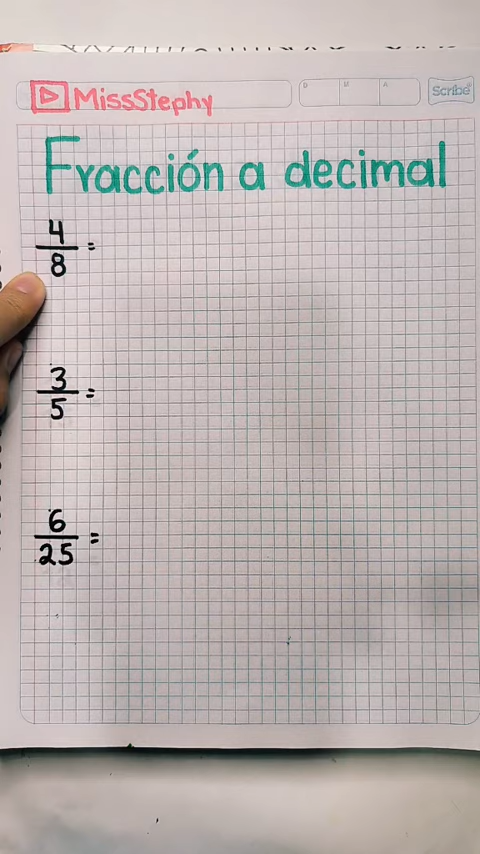 MissStephy
D M A
Scribe
Fracción a decimal
4/8 =
3/5 =
6/25 =